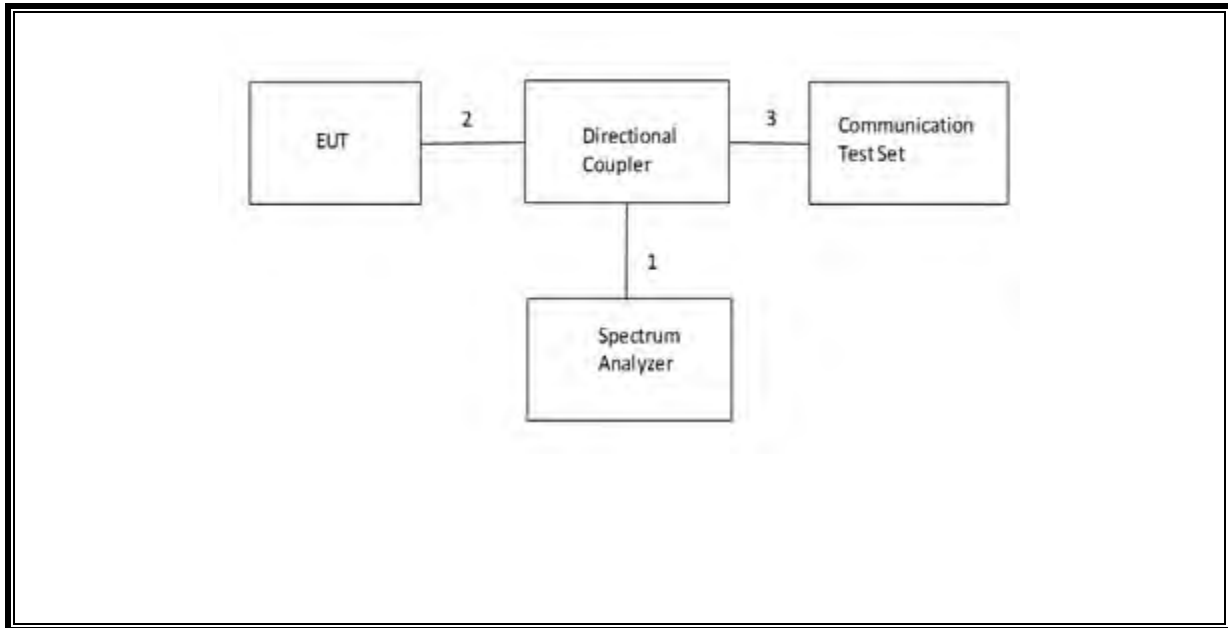 EUT
2
Directional
Coupler
3
Communication
Test Set
1
Spectrum
Analyzer